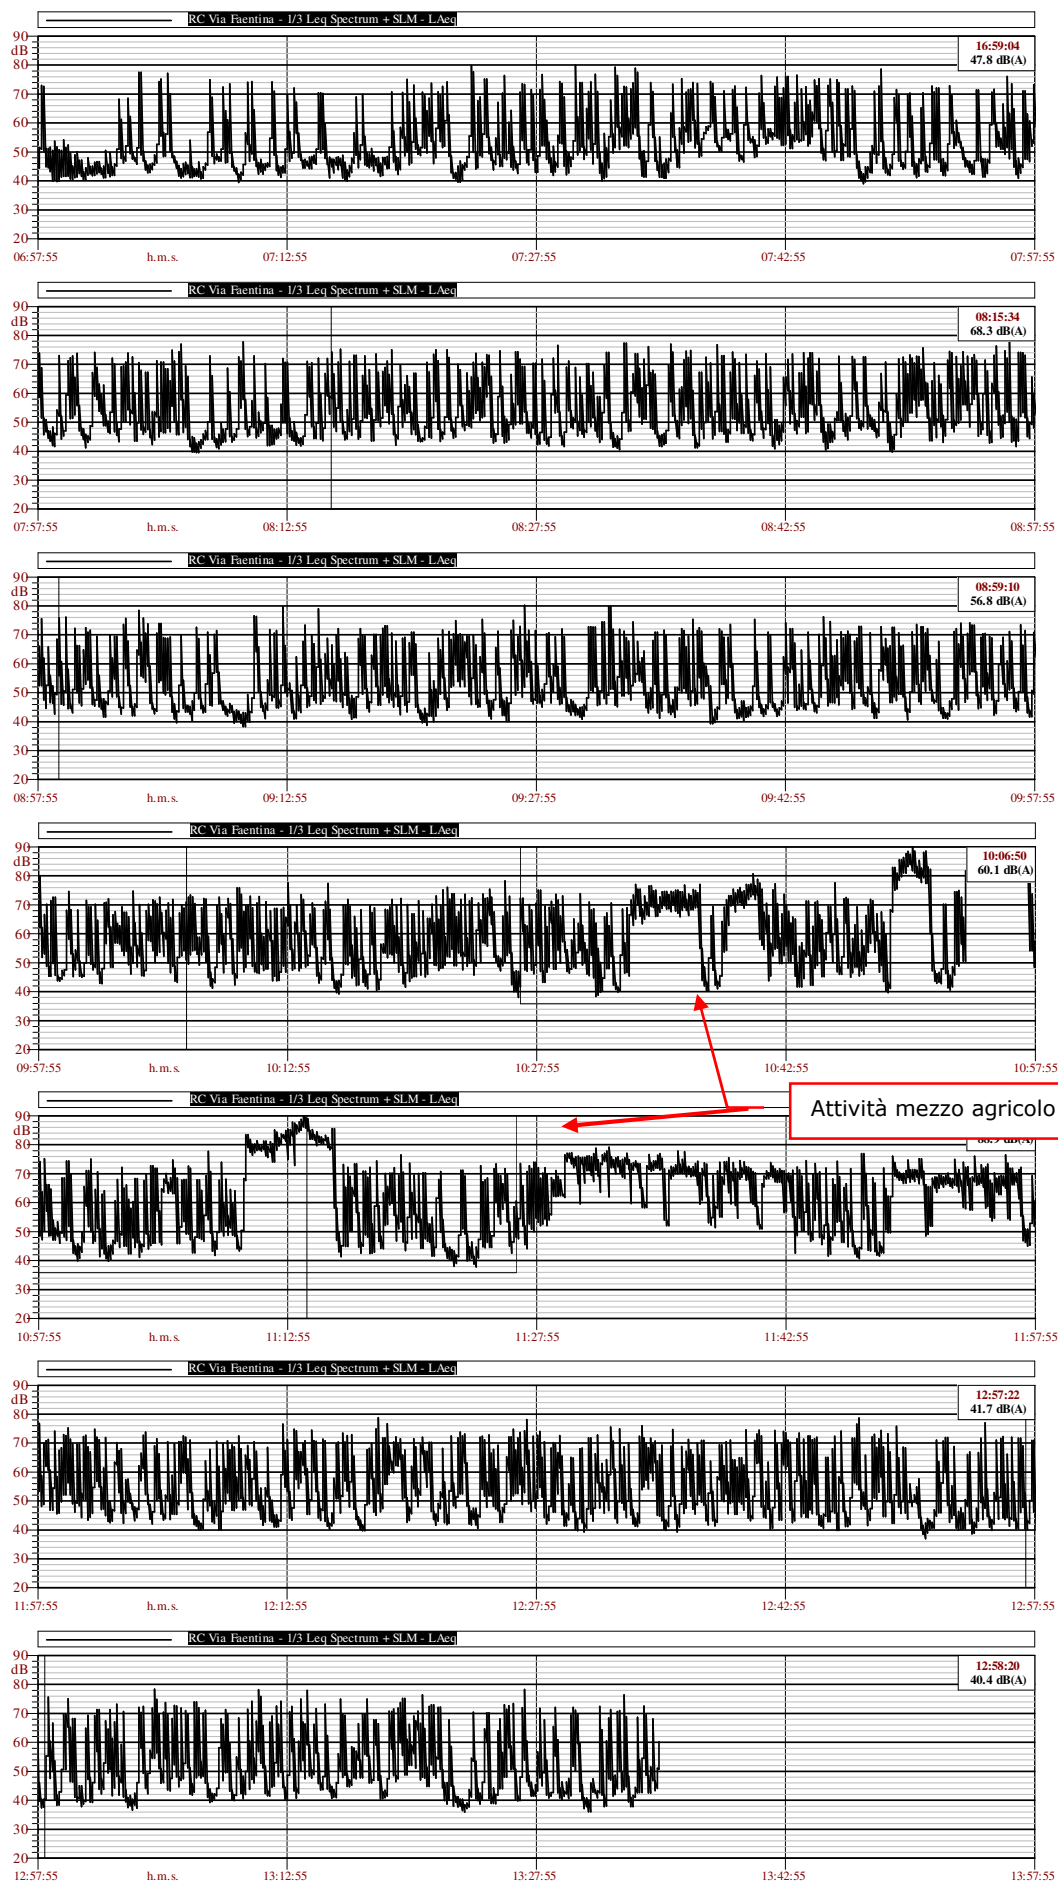 RC Via Faentina - 1/3 Leq Spectrum + SLM - LAeq
90
dB
80
70
60
50
40
30
20
16:59:04
47.8 dB(A)
06:57:55 h.m.s. 07:12:55 07:27:55 07:42:55 07:57:55
RC Via Faentina - 1/3 Leq Spectrum + SLM - LAeq
90
dB
80
70
60
50
40
30
20
08:15:34
68.3 dB(A)
07:57:55 h.m.s. 08:12:55 08:27:55 08:42:55 08:57:55
RC Via Faentina - 1/3 Leq Spectrum + SLM - LAeq
90
dB
80
70
60
50
40
30
20
08:59:10
56.8 dB(A)
08:57:55 h.m.s. 09:12:55 09:27:55 09:42:55 09:57:55
RC Via Faentina - 1/3 Leq Spectrum + SLM - LAeq
90
dB
80
70
60
50
40
30
20
10:06:50
60.1 dB(A)
09:57:55 h.m.s. 10:12:55 10:27:55 10:42:55 10:57:55
RC Via Faentina - 1/3 Leq Spectrum + SLM - LAeq
Attività mezzo agricolo
90
dB
80
70
60
50
40
30
20
10:57:55 h.m.s. 11:12:55 11:27:55 11:42:55 11:57:55
RC Via Faentina - 1/3 Leq Spectrum + SLM - LAeq
90
dB
80
70
60
50
40
30
20
12:57:22
41.7 dB(A)
11:57:55 h.m.s. 12:12:55 12:27:55 12:42:55 12:57:55
RC Via Faentina - 1/3 Leq Spectrum + SLM - LAeq
90
dB
80
70
60
50
40
30
20
12:58:20
40.4 dB(A)
12:57:55 h.m.s. 13:12:55 13:27:55 13:42:55 13:57:55